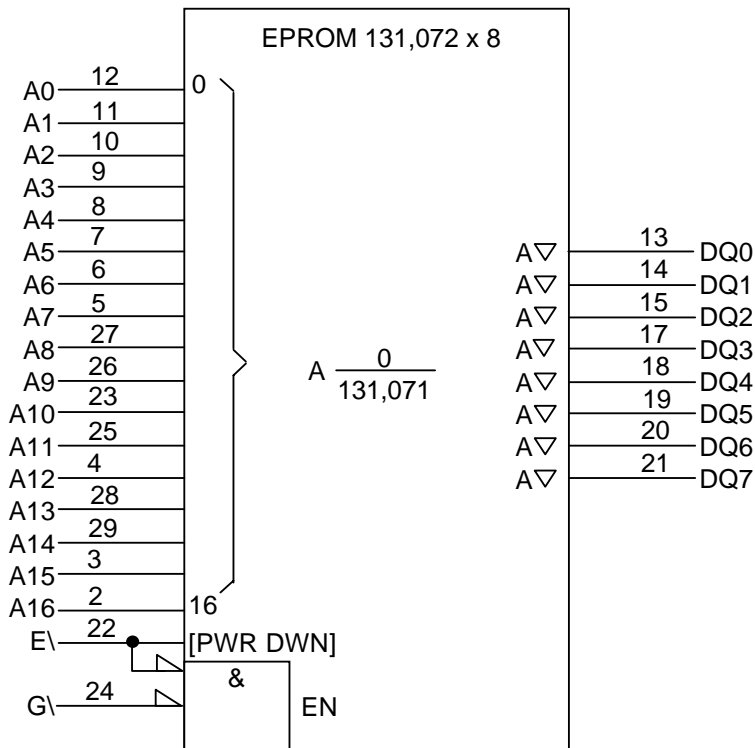 EPROM 131,072 x 8
A0 12 0
A1 11
A2 10
A3 9
A4 8
A5 7 A 13 DQ0
A6 6 A 14 DQ1
A7 5 A 15 DQ2
A8 27 A 17 DQ3
A9 26 A 0 A 18 DQ4
131,071
A10 23 A 19 DQ5
A11 25 A 20 DQ6
A12 4 A 21 DQ7
A13 28
A14 29
A15 3
A16 2 16
E\ 22 [PWR DWN]
&
G\ 24 EN